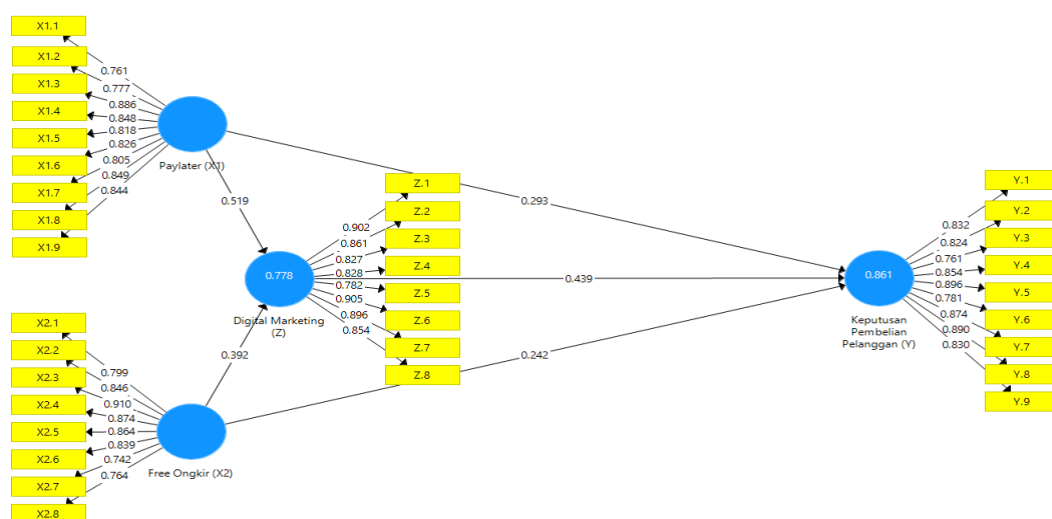 X1.1
X1.2
X1.3
X1.4
X1.5
X1.6
X1.7
X1.8
X1.9
0.761
0.777
0.886
0.848
0.818
0.826
0.805
0.849
0.844
Paylater (X1)
0.519
0.293
Z.1
Z.2
Z.3
Z.4
Z.5
Z.6
Z.7
Z.8
0.902
0.861
0.827
0.828
0.782
0.905
0.896
0.854
0.778
Digital Marketing
(Z)
0.439
0.392
0.242
X2.1
X2.2
X2.3
X2.4
X2.5
X2.6
X2.7
X2.8
0.799
0.846
0.910
0.874
0.864
0.839
0.742
0.764
Free Ongkir (X2)
0.861
Keputusan
Pembelian
Pelanggan (Y)
0.832
0.824
0.761
0.854
0.896
0.781
0.874
0.890
0.830
Y.1
Y.2
Y.3
Y.4
Y.5
Y.6
Y.7
Y.8
Y.9